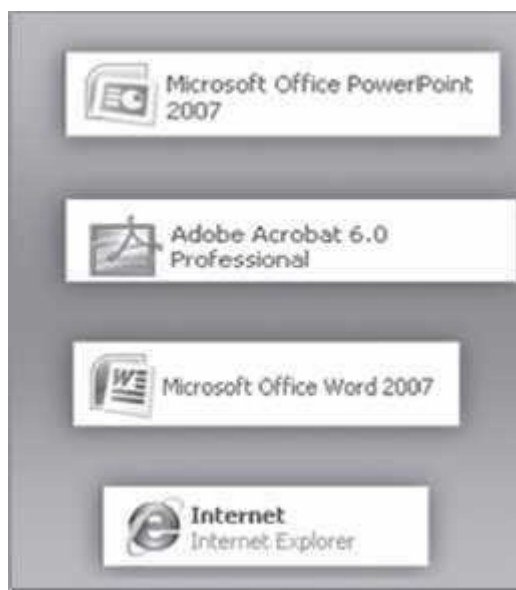 Microsoft Office PowerPoint
2007
Adobe Acrobat 6.0
Professional
Microsoft Office Word 2007
Internet
Internet Explorer